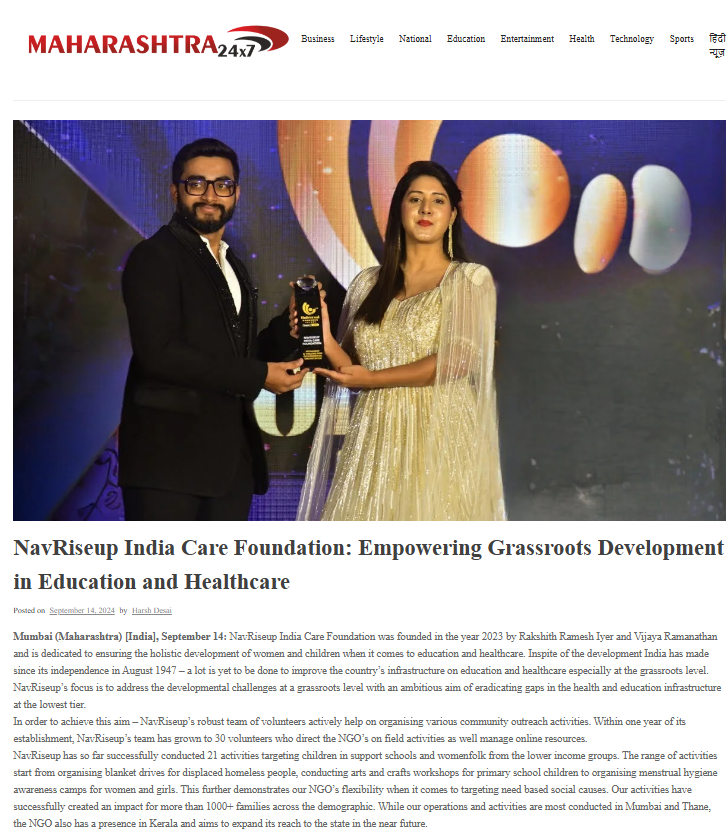 MAHARASHTRA24x7
Business Lifestyle National Education Entertainment Health Technology Sports हिंदी
न्यूज़
NavRiseup India Care Foundation: Empowering Grassroots Development
in Education and Healthcare
Posted on September 14, 2024 by Harsh Desai
Mumbai (Maharashtra) [India], September 14: NavRiseup India Care Foundation was founded in the year 2023 by Rakshith Ramesh Iyer and Vijaya Ramanathan
and is dedicated to ensuring the holistic development of women and children when it comes to education and healthcare. Inspite of the development India has made
since its independence in August 1947 – a lot is yet to be done to improve the country’s infrastructure on education and healthcare especially at the grassroots level.
NavRiseup’s focus is to address the developmental challenges at a grassroots level with an ambitious aim of eradicating gaps in the health and education infrastructure
at the lowest tier.
In order to achieve this aim – NavRiseup’s robust team of volunteers actively help on organising various community outreach activities. Within one year of its
establishment, NavRiseup’s team has grown to 30 volunteers who direct the NGO’s on field activities as well manage online resources.
NavRiseup has so far successfully conducted 21 activities targeting children in support schools and womenfolk from the lower income groups. The range of activities
start from organising blanket drives for displaced homeless people, conducting arts and crafts workshops for primary school children to organising menstrual hygiene
awareness camps for women and girls. This further demonstrates our NGO’s flexibility when it comes to targeting need based social causes. Our activities have
successfully created an impact for more than 1000+ families across the demographic. While our operations and activities are most conducted in Mumbai and Thane,
the NGO also has a presence in Kerala and aims to expand its reach to the state in the near future.